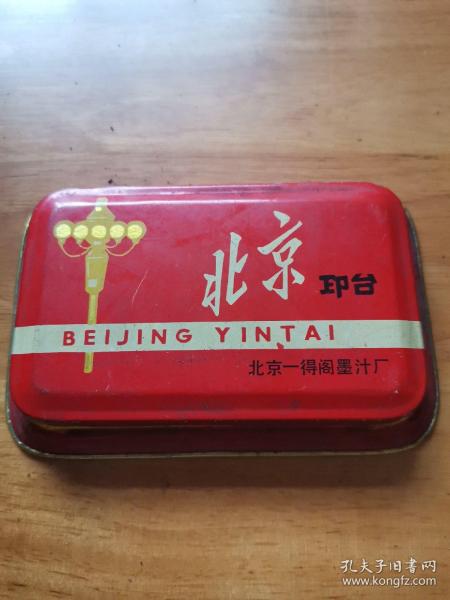 北京 印台
BEIJING YINTAI
北京一得阁墨汁厂
孔夫子旧书网
www.kongfz.com